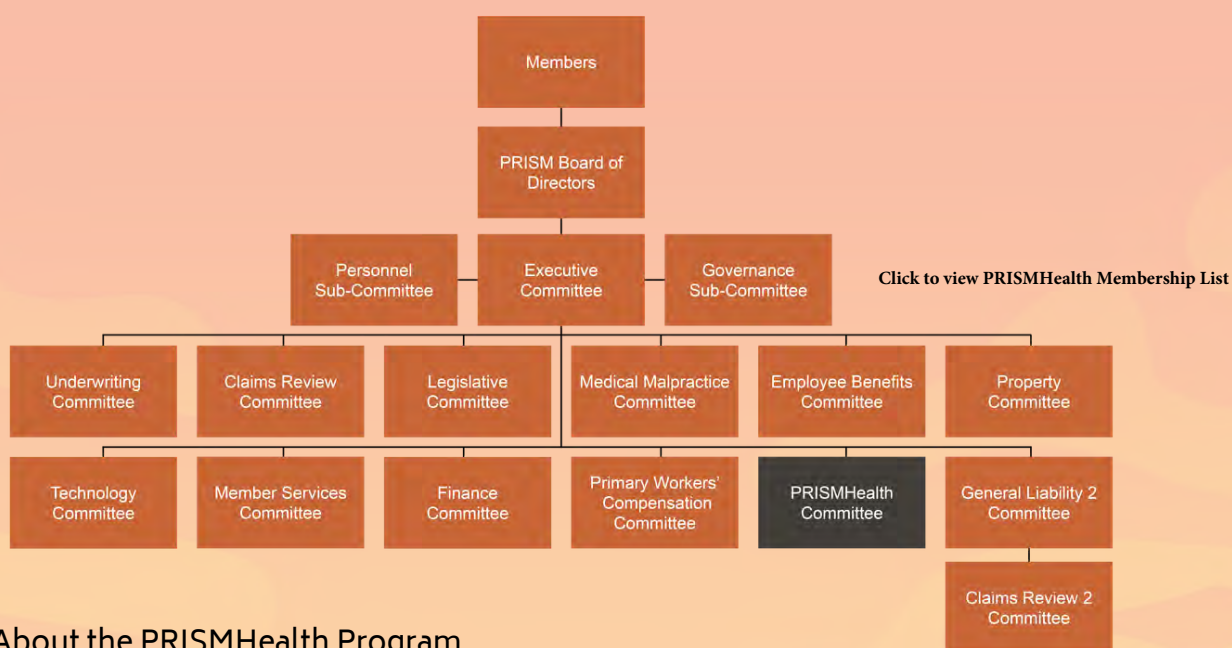 Members
PRISM Board of
Directors
Personnel
Sub-Committee
Executive
Committee
Governance
Sub-Committee
Click to view PRISMHealth Membership List
Underwriting
Committee
Claims Review
Committee
Legislative
Committee
Medical Malpractice
Committee
Employee Benefits
Committee
Property
Committee
Technology
Committee
Member Services
Committee
Finance
Committee
Primary Workers'
Compensation
Committee
PRISMHealth
Committee
General Liability 2
Committee
Claims Review 2
Committee
About the PRISMHealth Program